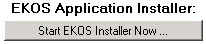 EKOS Application Installer:
Start EKOS Installer Now ...